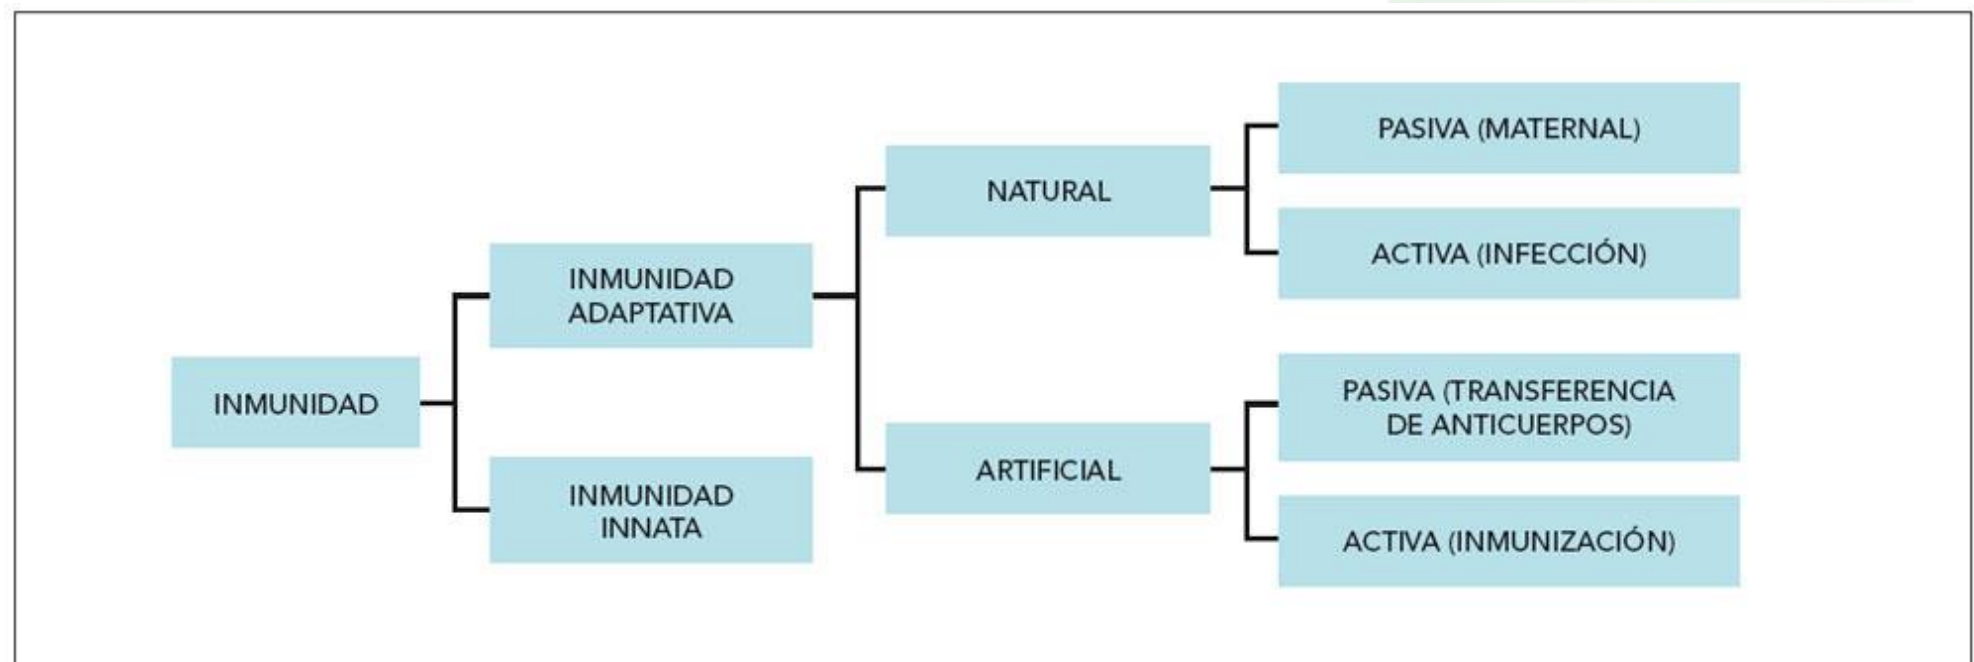 INMUNIDAD
INMUNIDAD
ADAPTATIVA
INMUNIDAD
INNATA
NATURAL
ARTIFICIAL
PASIVA (MATERNAL)
ACTIVA (INFECCIÓN)
PASIVA (TRANSFERENCIA
DE ANTICUERPOS)
ACTIVA (INMUNIZACIÓN)